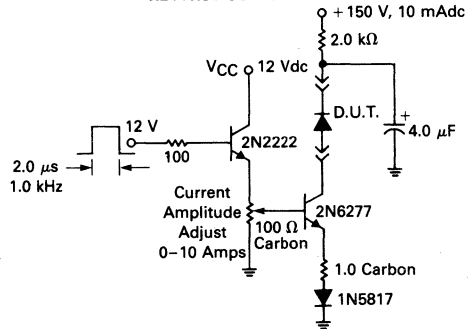 + 150 V, 10 mAdc
2.0 kΩ
VCC 12 Vdc
D.U.T.
+
4.0 µF
12 V
2N2222
100
2.0 µs
1.0 kHz
Current
Amplitude
Adjust
0–10 Amps
100 Ω
Carbon
2N6277
1.0 Carbon
1N5817